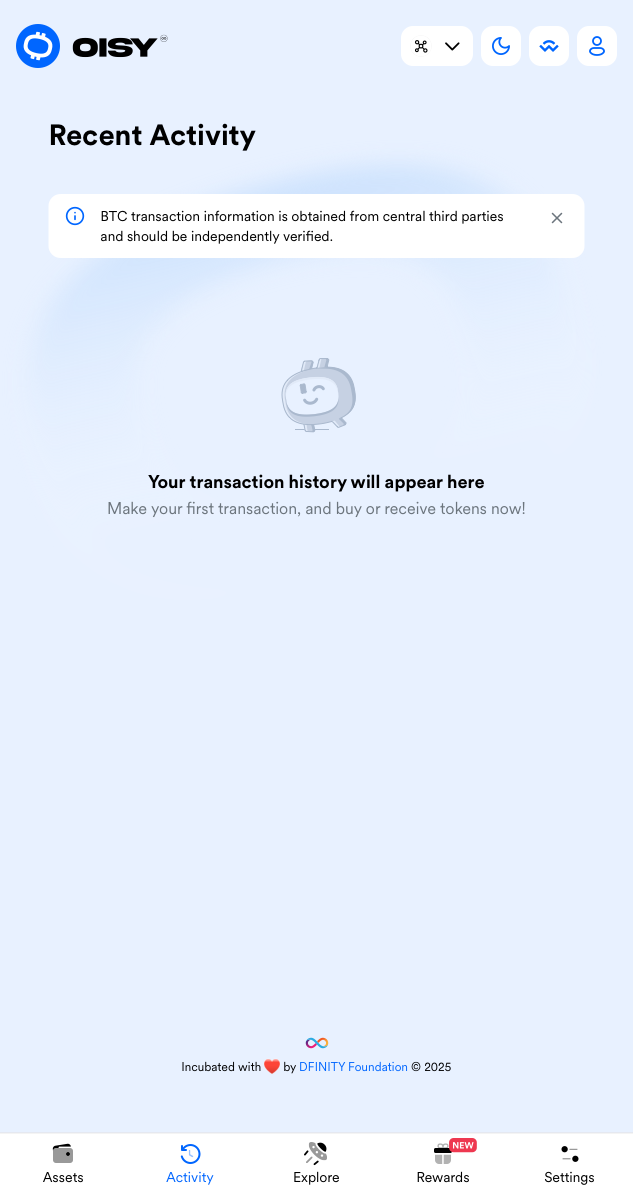 OISY
Recent Activity
BTC transaction information is obtained from central third parties
and should be independently verified.
Your transaction history will appear here
Make your first transaction, and buy or receive tokens now!
Incubated with ❤️ by DFINITY Foundation © 2025
NEW
Assets
Activity
Explore
Rewards
Settings